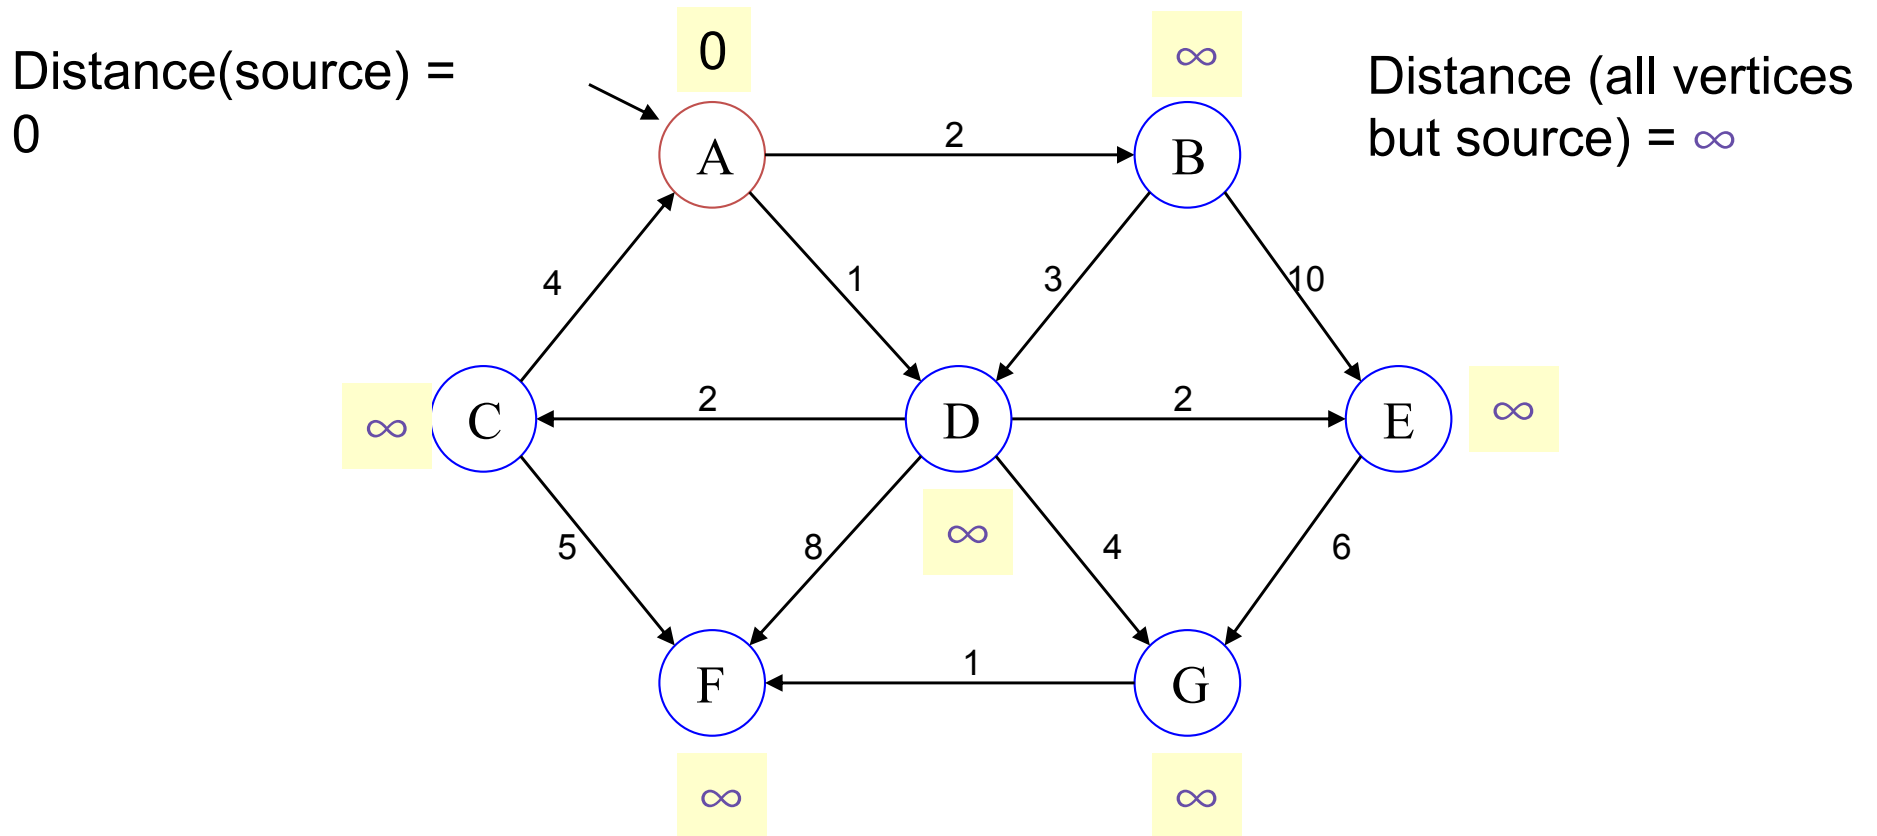 Distance(source) =
0
0
∞
Distance (all vertices
but source) = ∞
A
2
B
4
1
3
10
∞
C
2
D
2
E
∞
5
8
∞
4
6
F
1
G
∞
∞